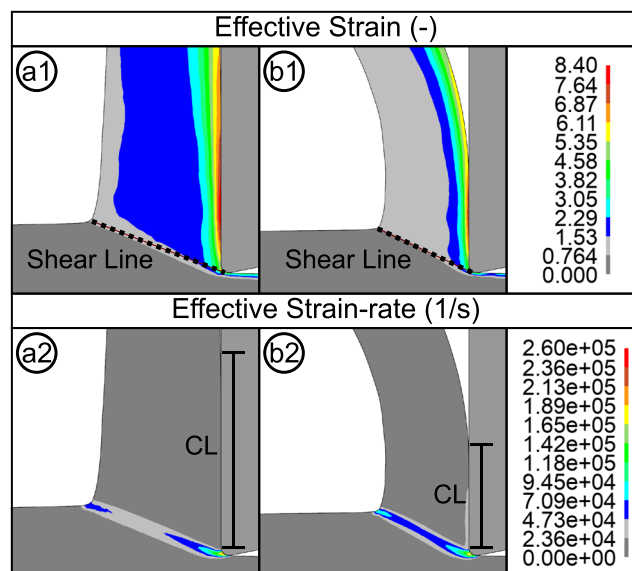 Effective Strain (-)
a1
b1
Shear Line
Shear Line
8.40
7.64
6.87
6.11
5.35
4.58
3.82
3.05
2.29
1.53
0.764
0.000
Effective Strain-rate (1/s)
a2
b2
CL
CL
2.60e+05
2.36e+05
2.13e+05
1.89e+05
1.65e+05
1.42e+05
1.18e+05
9.45e+04
7.09e+04
4.73e+04
2.36e+04
0.00e+00